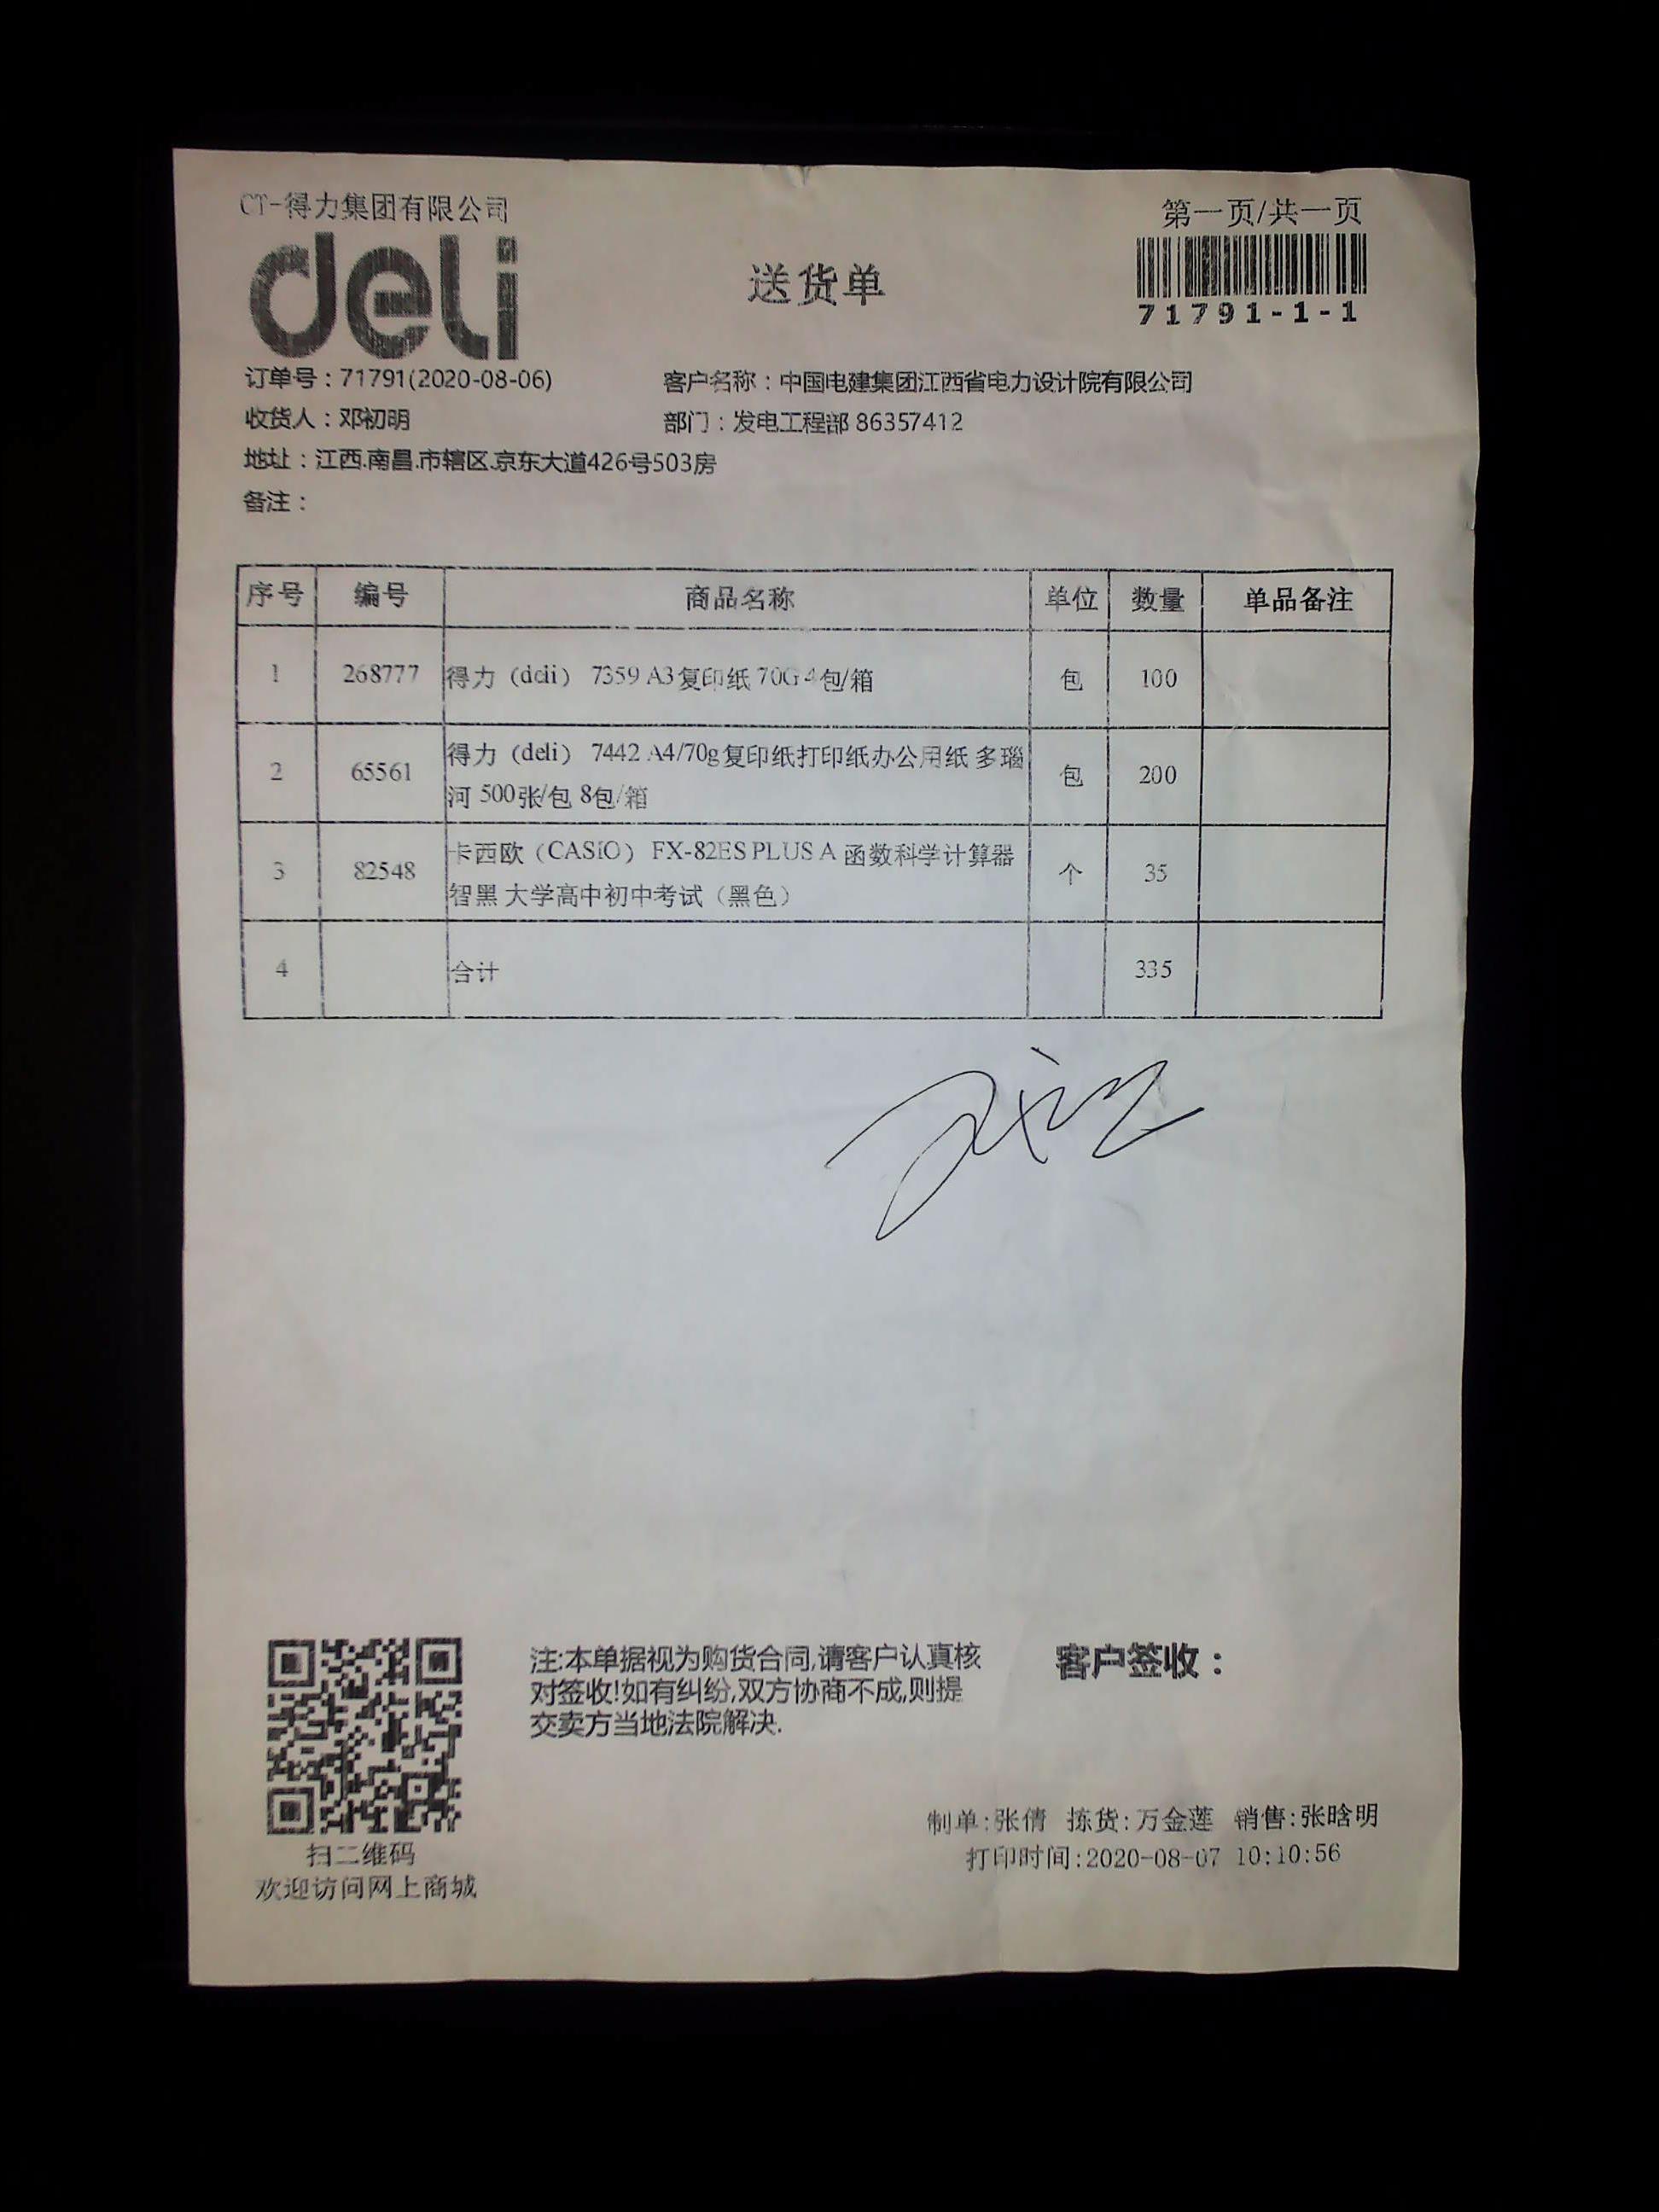 CT-得力集团有限公司
第一页/共一页
deli
送货单
71791-1-1
订单号：71791(2020-08-06)
客户名称：中国电建集团江西省电力设计院有限公司
收货人：邓初明
部门：发电工程部 86357412
地址：江西.南昌.市辖区.京东大道426号503房
备注：
序号 编号 商品名称 单位 数量 单品备注
1 268777 得力（deli） 7359 A3复印纸 70G 4包/箱 包 100
2 65561 得力（deli） 7442 A4/70g复印纸打印纸办公用纸 多瑙 包 200
河 500张/包 8包/箱
3 82548 卡西欧（CASIO） FX-82ES PLUS A 函数科学计算器 个 35
智黑 大学高中初中考试（黑色）
4 合计 335
注:本单据视为购货合同,请客户认真核
对签收!如有纠纷,双方协商不成,则提
交卖方当地法院解决.
客户签收：
扫二维码
欢迎访问网上商城
制单:张倩 拣货:万金莲 销售:张晗明
打印时间:2020-08-07 10:10:56